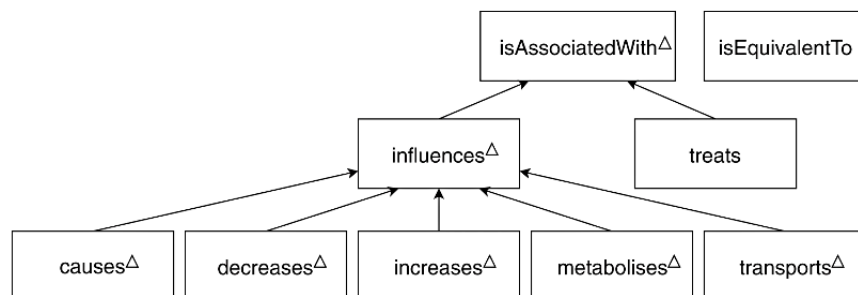 isAssociatedWith△
isEquivalentTo
influences△
treats
causes△
decreases△
increases△
metabolises△
transports△